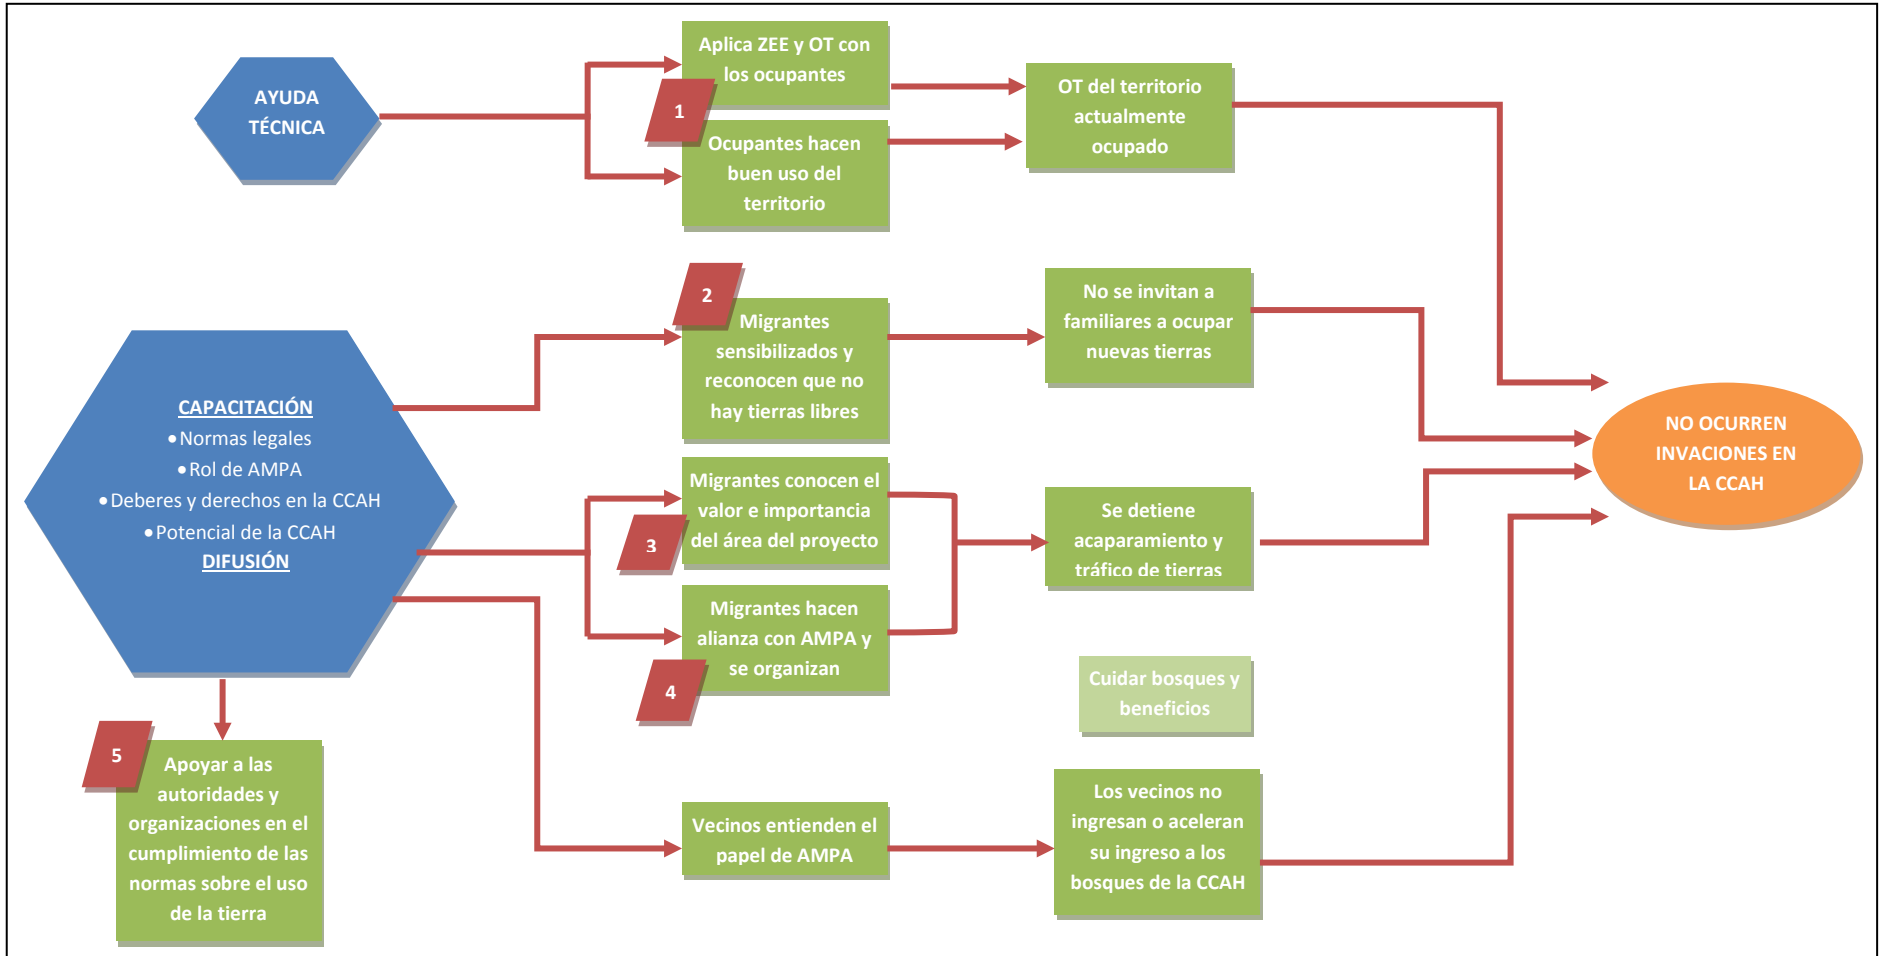 AYUDA
TÉCNICA
Aplica ZEE y OT con
los ocupantes
1
Ocupantes hacen
buen uso del
territorio
OT del territorio
actualmente
ocupado
2
Migrantes
sensibilizados y
reconocen que no
hay tierras libres
No se invitan a
familiares a ocupar
nuevas tierras
CAPACITACIÓN
•Normas legales
•Rol de AMPA
•Deberes y derechos en la CCAH
•Potencial de la CCAH
DIFUSIÓN
Migrantes conocen el
valor e importancia
del área del proyecto
3
Migrantes hacen
alianza con AMPA y
se organizan
4
Se detiene
acaparamiento y
tráfico de tierras
Cuidar bosques y
beneficios
NO OCURREN
INVACIONES EN
LA CCAH
5
Apoyar a las
autoridades y
organizaciones en el
cumplimiento de las
normas sobre el uso
de la tierra
Vecinos entienden el
papel de AMPA
Los vecinos no
ingresan o aceleran
su ingreso a los
bosques de la CCAH